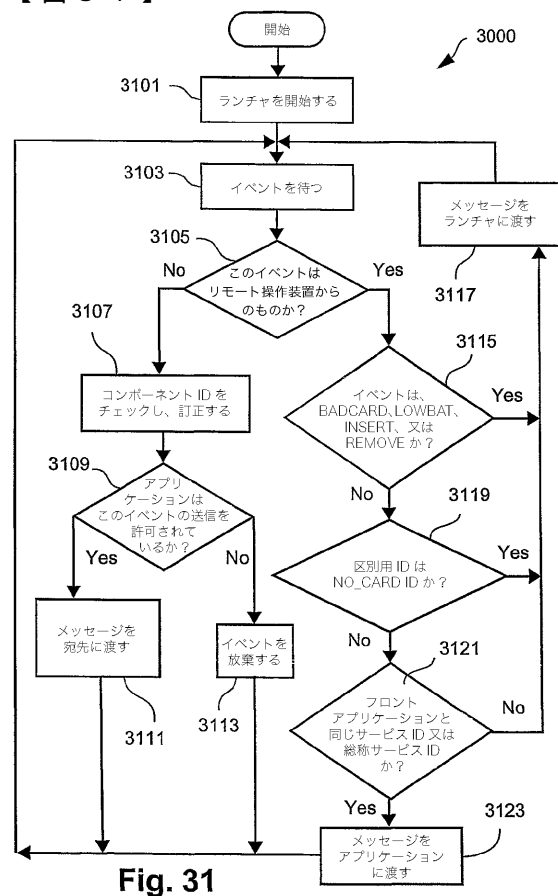 開始
3000
3101
ランチャを開始する
3103
イベントを待つ
メッセージを
ランチャに渡す
3117
3105
No
このイベントは
リモート操作装置から
のものか？
Yes
3107
コンポーネント ID を
チェックし、訂正する
3115
イベントは、
BADCARD、LOWBAT、
INSERT、又は
REMOVE か？
Yes
No
3109
アプリ
ケーションは
このイベントの送信を
許可されて
いるか？
Yes
No
3119
区別用 ID は
NO_CARD ID か？
Yes
No
メッセージを
宛先に渡す
3111
イベントを
放棄する
3113
3121
フロント
アプリケーションと
同じサービス ID 又は
総称サービス ID
か？
No
Yes
メッセージを
アプリケーション
に渡す
3123
Fig. 31